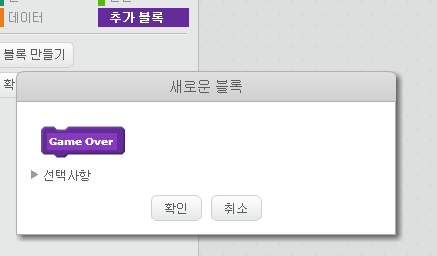 데이터
추가 블록
블록 만들기
확
새로운 블록
Game Over
선택사항
확인
취소